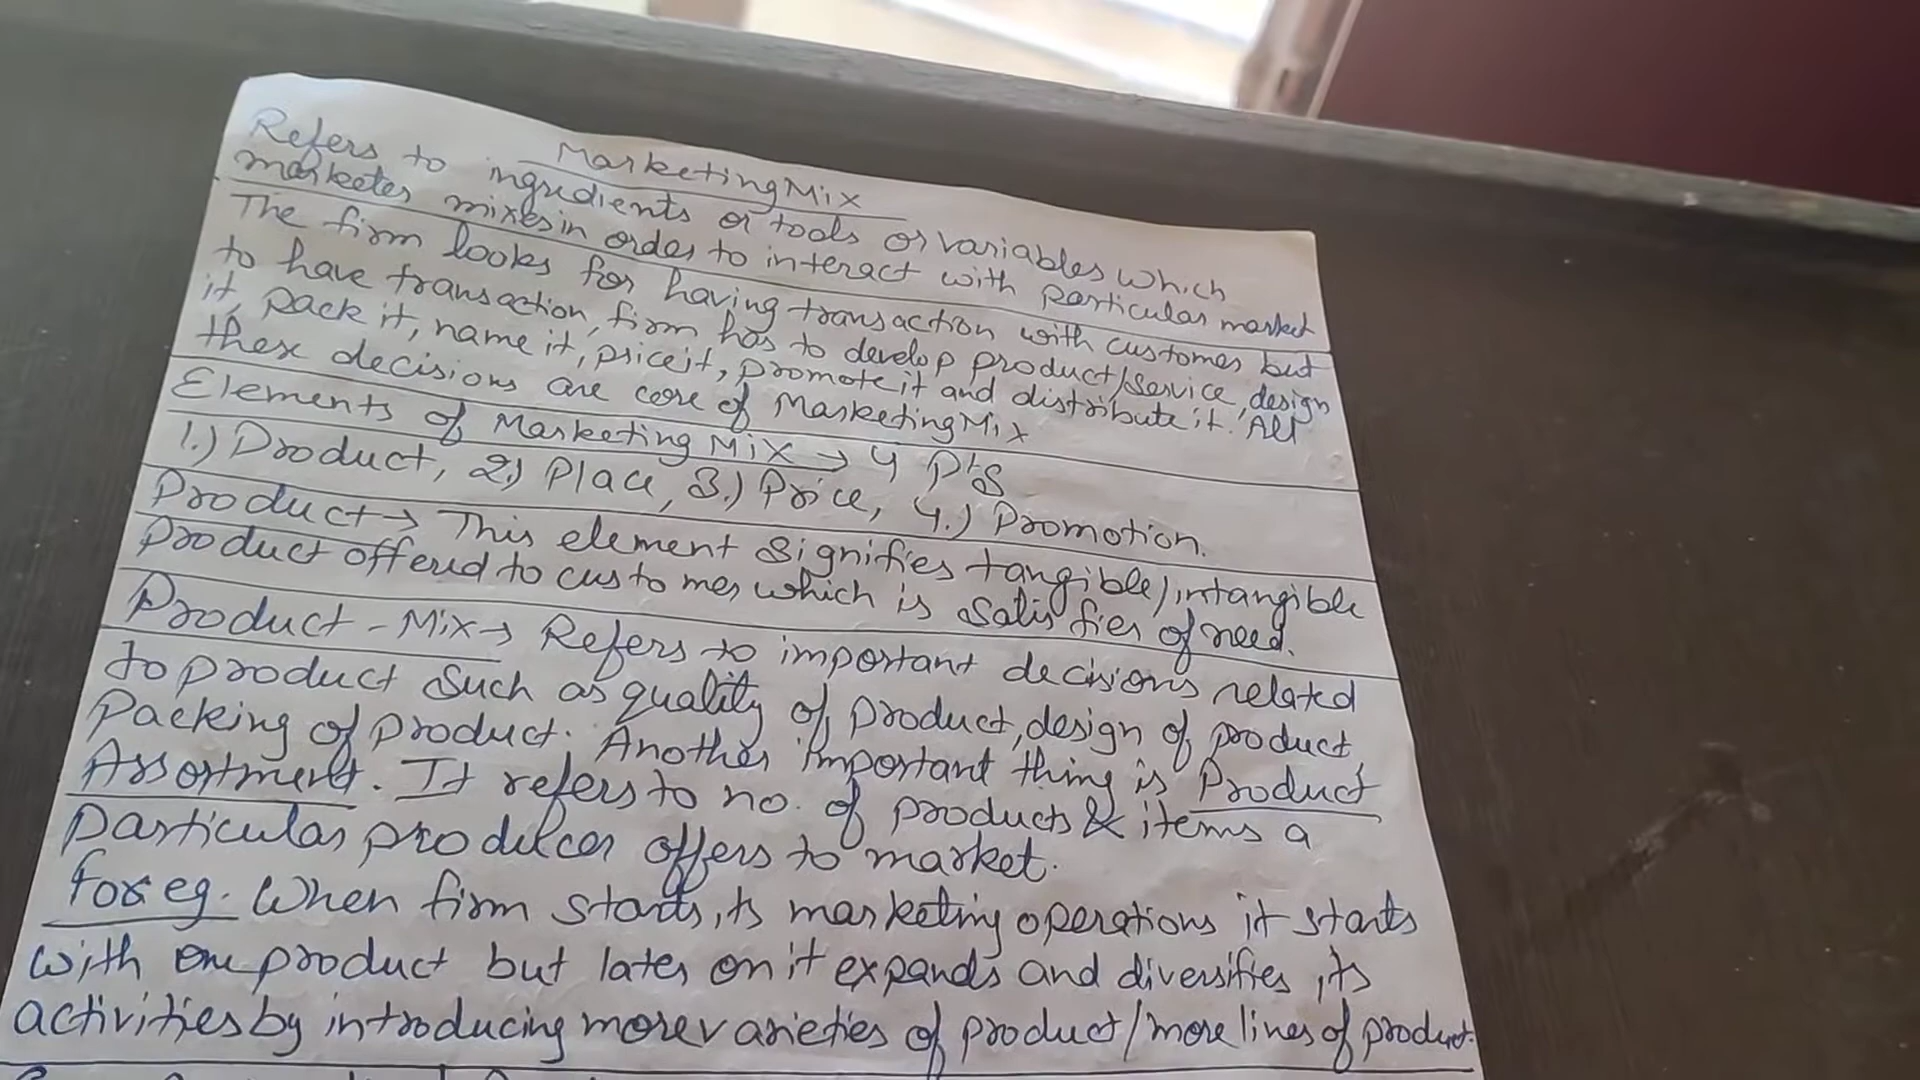 Marketing Mix
Refers to ingredients or tools or variables which
marketer mixes in order to interact with particular market
The firm looks for having transaction with customer but
to have transaction, firm has to develop product/service, design
it, pack it, name it, price it, promote it and distribute it. All
these decisions are core of Marketing Mix
Elements of Marketing Mix → 4 P's
1.) Product, 2.) Place, 3.) Price, 4.) Promotion.
Product → This element signifies tangible/intangible
product offered to customer which is satisfier of need.
Product - Mix → Refers to important decisions related
to product such as quality of product, design of product,
Packing of product. Another important thing is Product
Assortment. It refers to no. of products & items a
particular producer offers to market.
For eg. When firm starts its marketing operations it starts
with one product but later on it expands and diversifies its
activities by introducing more varieties of product/more lines of product.